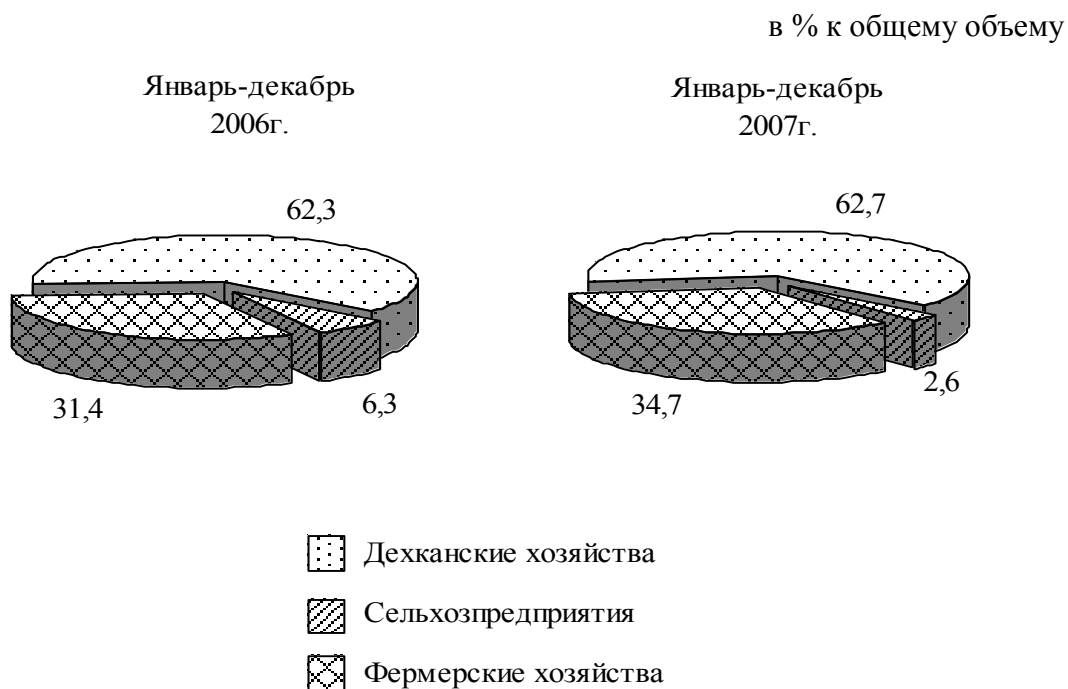 в % к общему объему
Январь-декабрь
2006г.
Январь-декабрь
2007г.
62,3
31,4
6,3
62,7
34,7
2,6
Дехканские хозяйства
Сельхозпредприятия
Фермерские хозяйства